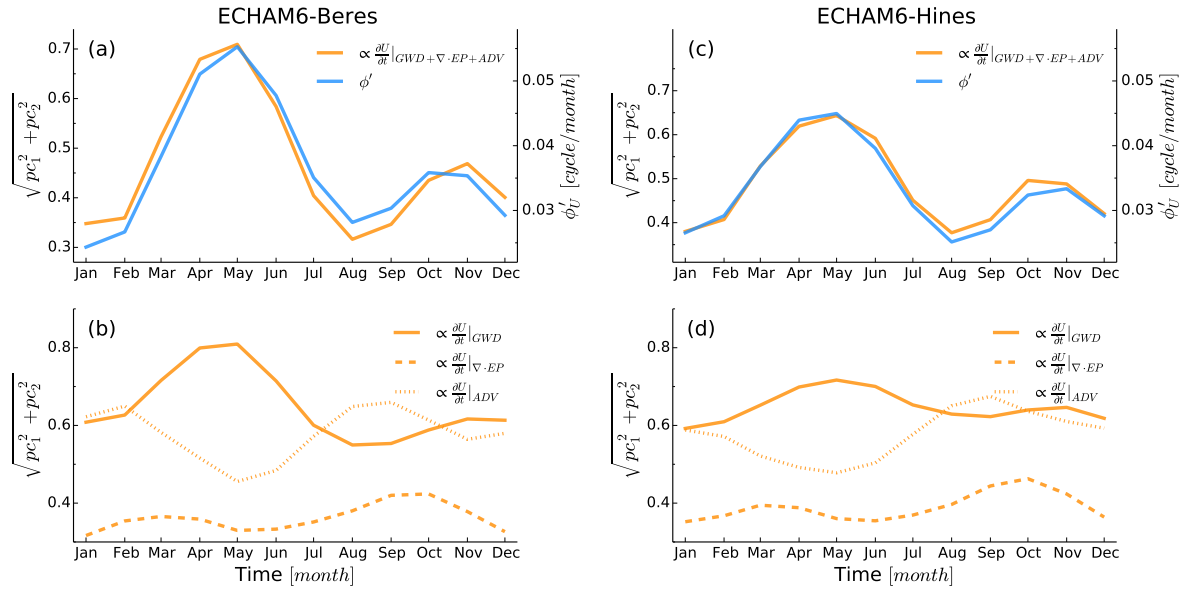 ECHAM6-Beres
ECHAM6-Hines
(a)
∝ ∂U/∂t|GWD+∇·EP+ADV
ϕ′
0.7
0.6
0.5
0.4
0.3
√pc₁² + pc₂²
0.05
0.04
0.03
ϕ′U [cycle/month]
Jan Feb Mar Apr May Jun Jul Aug Sep Oct Nov Dec
(c)
∝ ∂U/∂t|GWD+∇·EP+ADV
ϕ′
0.7
0.6
0.5
0.4
√pc₁² + pc₂²
0.05
0.04
0.03
ϕ′U [cycle/month]
Jan Feb Mar Apr May Jun Jul Aug Sep Oct Nov Dec
(b)
∝ ∂U/∂t|GWD
∝ ∂U/∂t|∇·EP
∝ ∂U/∂t|ADV
0.8
0.6
0.4
√pc₁² + pc₂²
Jan Feb Mar Apr May Jun Jul Aug Sep Oct Nov Dec
Time [month]
(d)
∝ ∂U/∂t|GWD
∝ ∂U/∂t|∇·EP
∝ ∂U/∂t|ADV
0.8
0.6
0.4
√pc₁² + pc₂²
Jan Feb Mar Apr May Jun Jul Aug Sep Oct Nov Dec
Time [month]